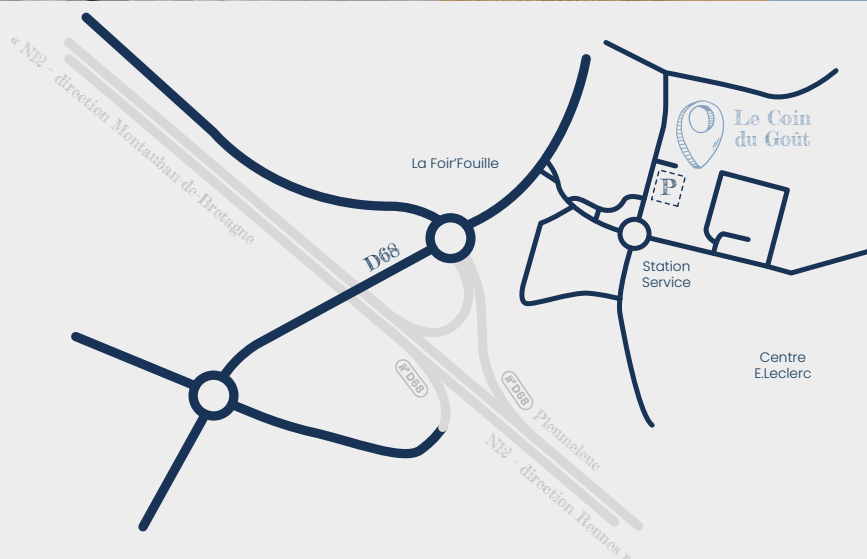 « N12 - direction Montauban-de-Bretagne
La Foir'Fouille
Le Coin
du Goût
P
D68
Station
Service
Centre
E.Leclerc
D68
D68
Pleumeleuc
N12 - direction Rennes »